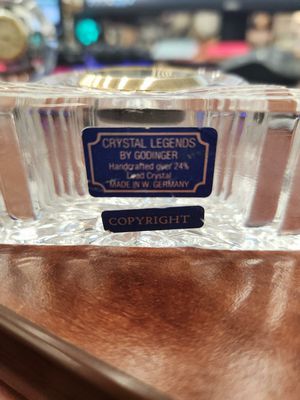 CRYSTAL LEGENDS
BY GODINGER
Handcrafted over 24%
Lead Crystal
MADE IN W. GERMANY
COPYRIGHT